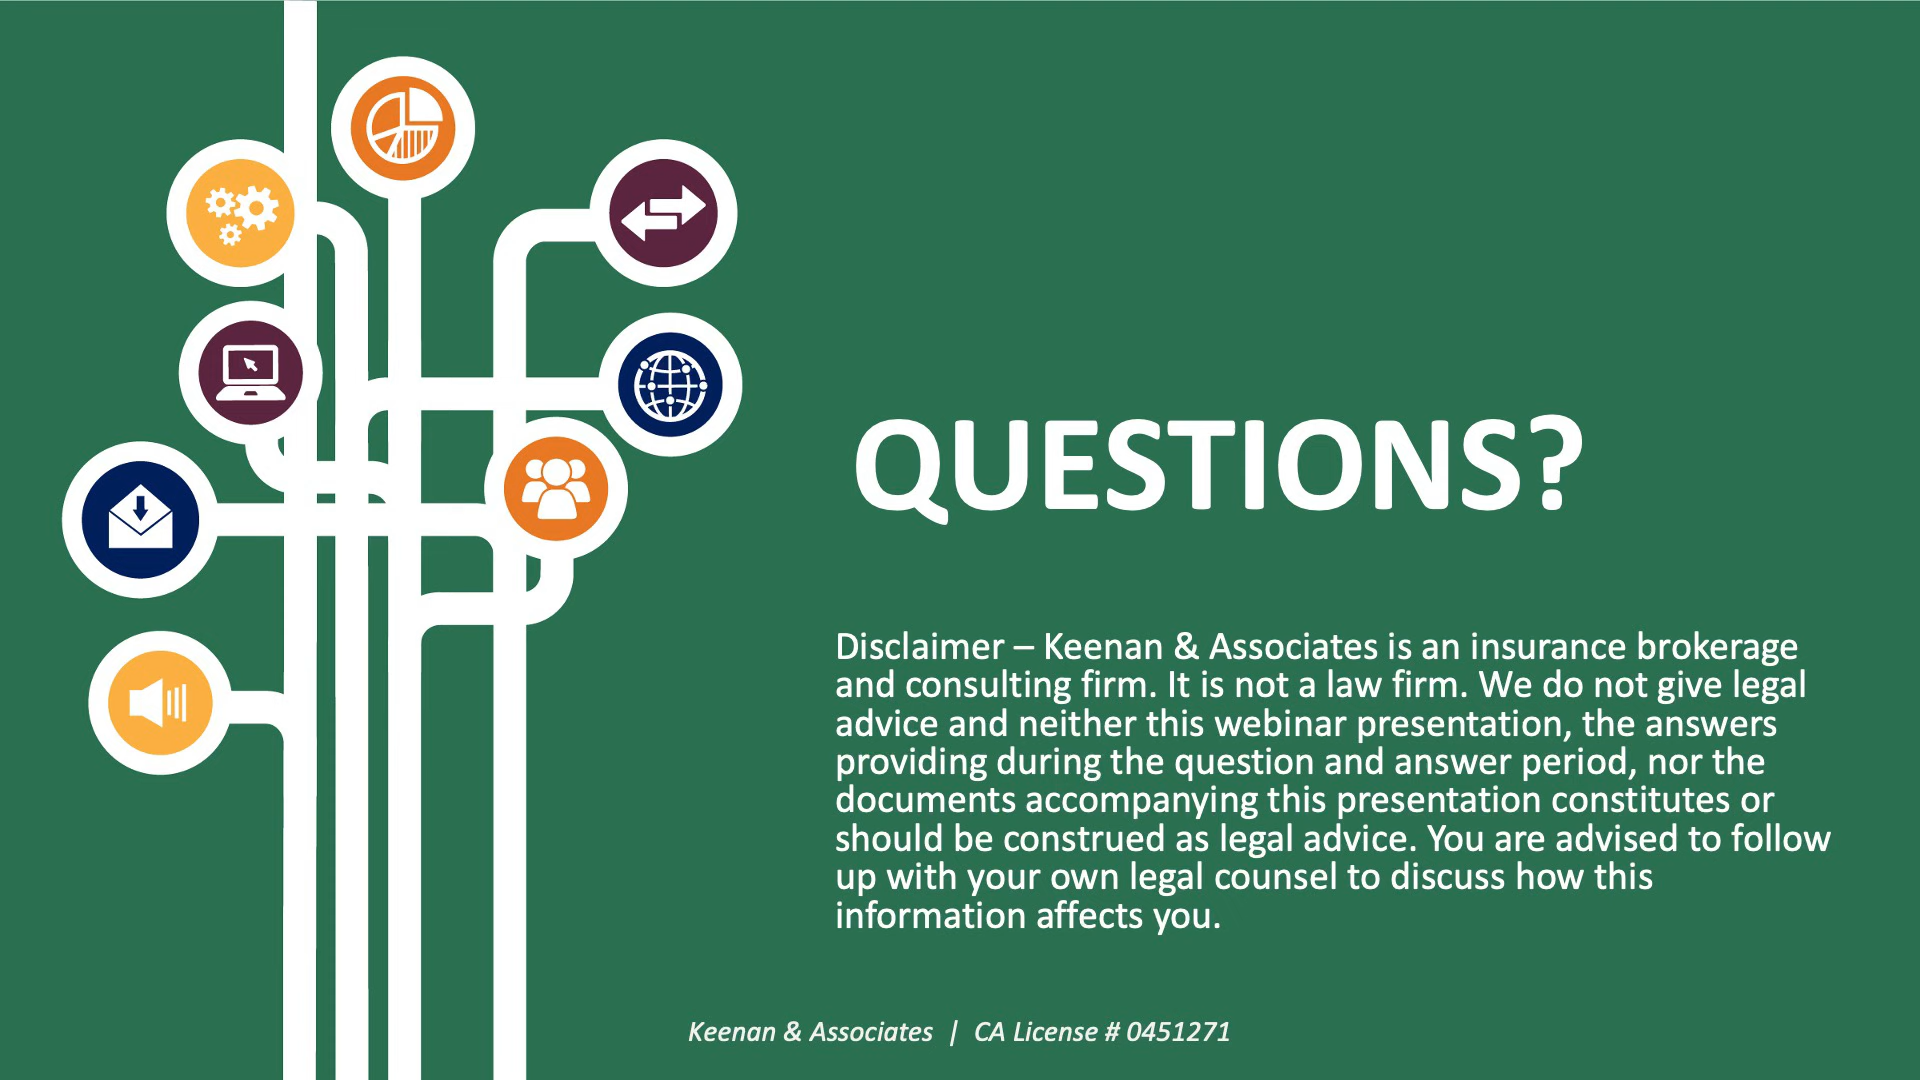 QUESTIONS?
Disclaimer – Keenan & Associates is an insurance brokerage
and consulting firm. It is not a law firm. We do not give legal
advice and neither this webinar presentation, the answers
providing during the question and answer period, nor the
documents accompanying this presentation constitutes or
should be construed as legal advice. You are advised to follow
up with your own legal counsel to discuss how this
information affects you.
Keenan & Associates | CA License # 0451271